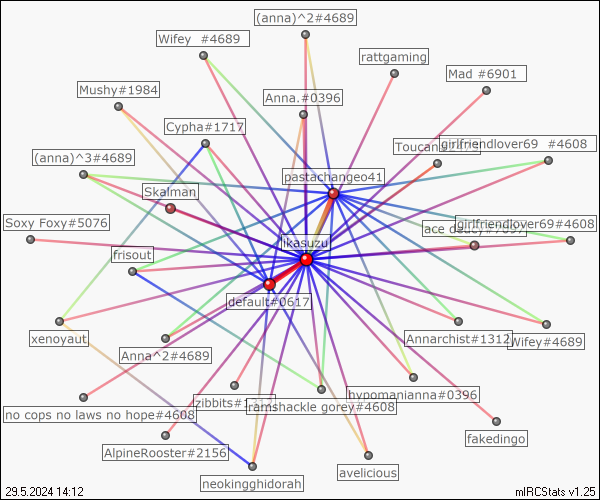 (anna)^2#4689
Wifey #4689
rattgaming
Mad #6901
Mushy#1984
Anna.#0396
Cypha#1717
Toucan
girlfriendlover69 #4608
(anna)^3#4689
pastachangeo41
Skalman
Soxy Foxy#5076
ace
girlfriendlover69#4608
likasuzu
frisout
default#0617
xenoyaut
Annarchist#1312
Wifey#4689
Anna^2#4689
hypomanianna#0396
zibbits#1312
ramshackle gorey#4608
no cops no laws no hope#4608
fakedingo
AlpineRooster#2156
avelicious
neokingghidorah
29.5.2024 14:12
mIRCStats v1.25